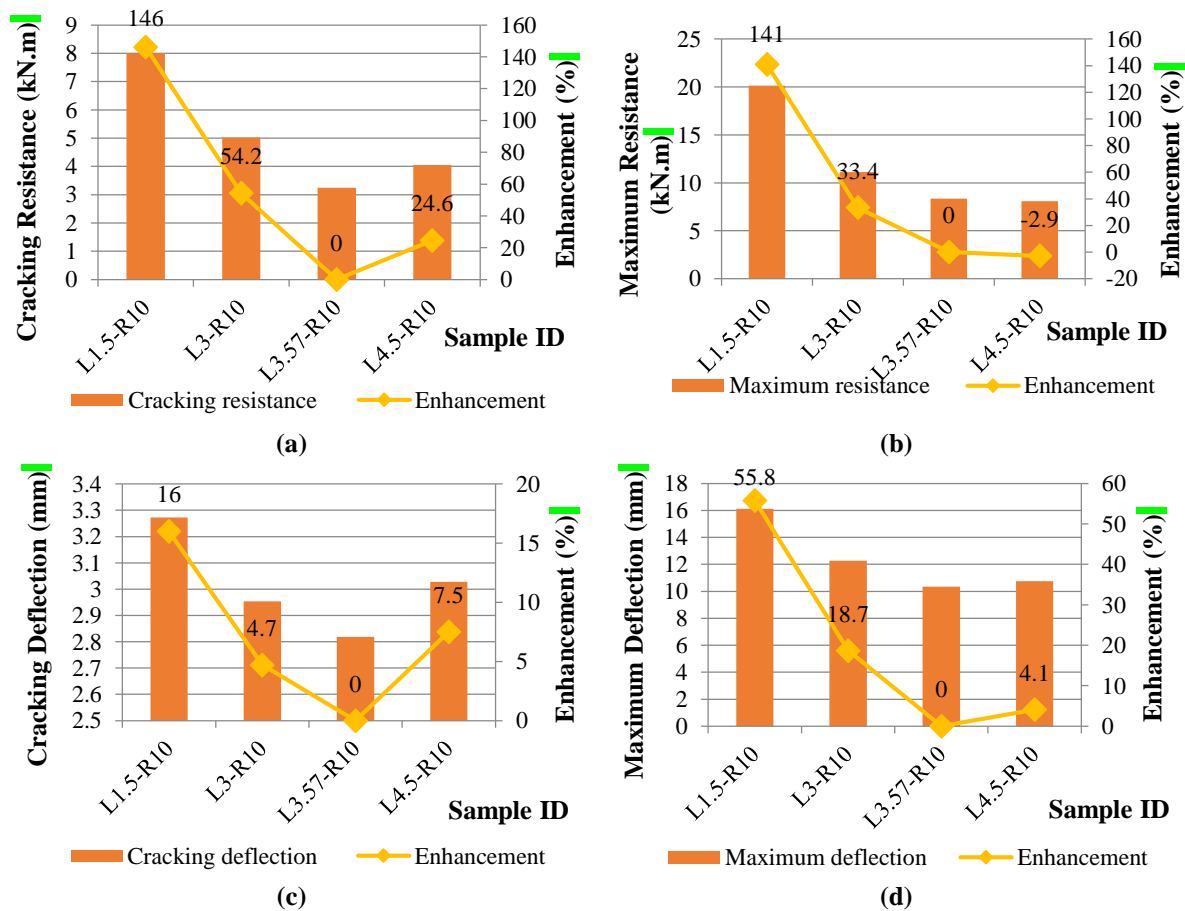 Cracking Resistance (kN.m)
9
8
7
6
5
4
3
2
1
0
146
54.2
0
24.6
160
140
120
100
80
60
40
20
0
Enhancement (%)
L1.5-R10
L3-R10
L3.57-R10
L4.5-R10
Sample ID
Cracking resistance
Enhancement
(a)
Maximum Resistance
(kN.m)
25
20
15
10
5
0
141
33.4
0
-2.9
160
140
120
100
80
60
40
20
0
-20
Enhancement (%)
L1.5-R10
L3-R10
L3.57-R10
L4.5-R10
Sample ID
Maximum resistance
Enhancement
(b)
Cracking Deflection (mm)
3.4
3.3
3.2
3.1
3
2.9
2.8
2.7
2.6
2.5
16
4.7
0
7.5
20
15
10
5
0
Enhancement (%)
L1.5-R10
L3-R10
L3.57-R10
L4.5-R10
Sample ID
Cracking deflection
Enhancement
(c)
Maximum Deflection (mm)
18
16
14
12
10
8
6
4
2
0
55.8
18.7
0
4.1
60
50
40
30
20
10
0
Enhancement (%)
L1.5-R10
L3-R10
L3.57-R10
L4.5-R10
Sample ID
Maximum deflection
Enhancement
(d)